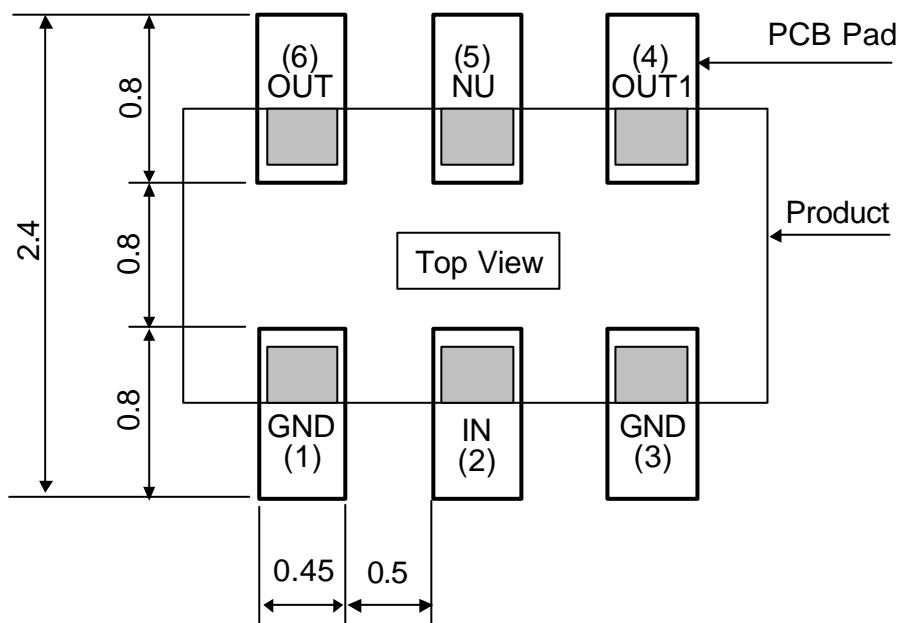 PCB Pad
(6)
OUT
(5)
NU
(4)
OUT1
0.8
2.4
0.8
Product
Top View
0.8
GND
(1)
IN
(2)
GND
(3)
0.45
0.5